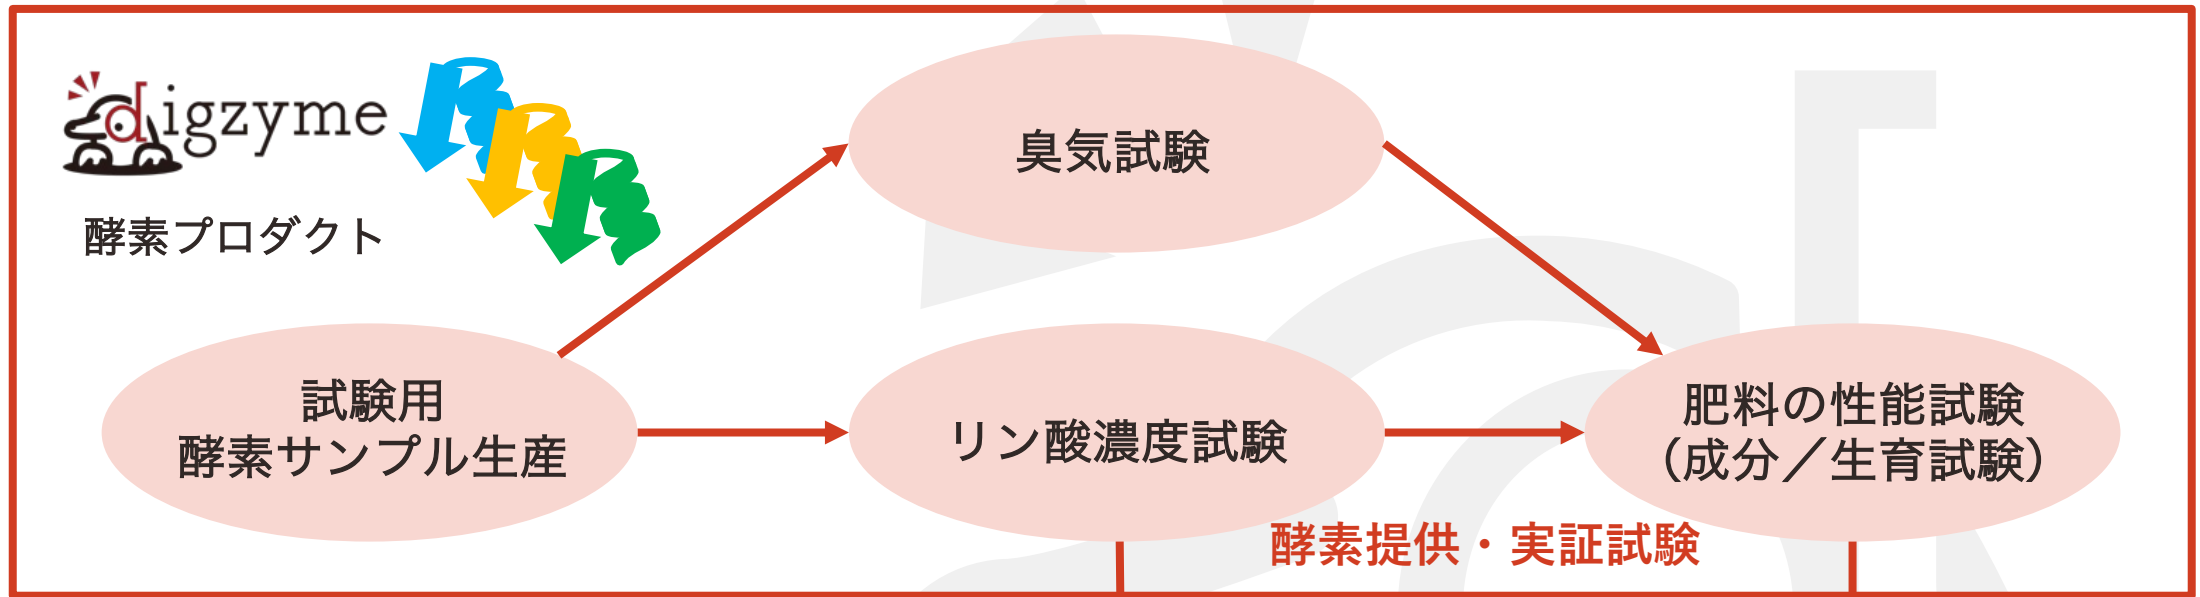 digzyme
酵素プロダクト
臭気試験
試験用
酵素サンプル生産
リン酸濃度試験
肥料の性能試験
（成分／生育試験）
酵素提供・実証試験